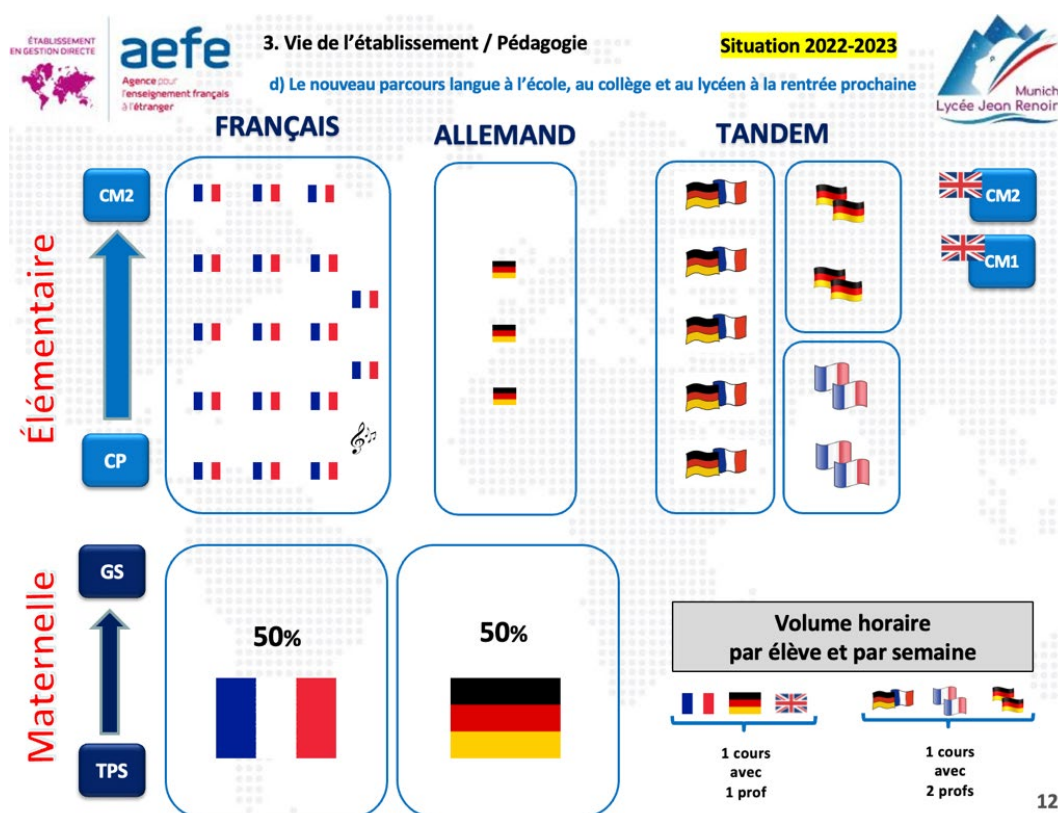 ÉTABLISSEMENT
EN GESTION DIRECTE
aefe
Agence pour
l'enseignement français
à l'étranger
3. Vie de l'établissement / Pédagogie
Situation 2022-2023
d) Le nouveau parcours langue à l'école, au collège et au lycéen à la rentrée prochaine
Munich
Lycée Jean Renoir
FRANÇAIS
ALLEMAND
TANDEM
Élémentaire
CM2
CP
CM2
CM1
Maternelle
GS
TPS
50%
50%
Volume horaire
par élève et par semaine
1 cours
avec
1 prof
1 cours
avec
2 profs
12